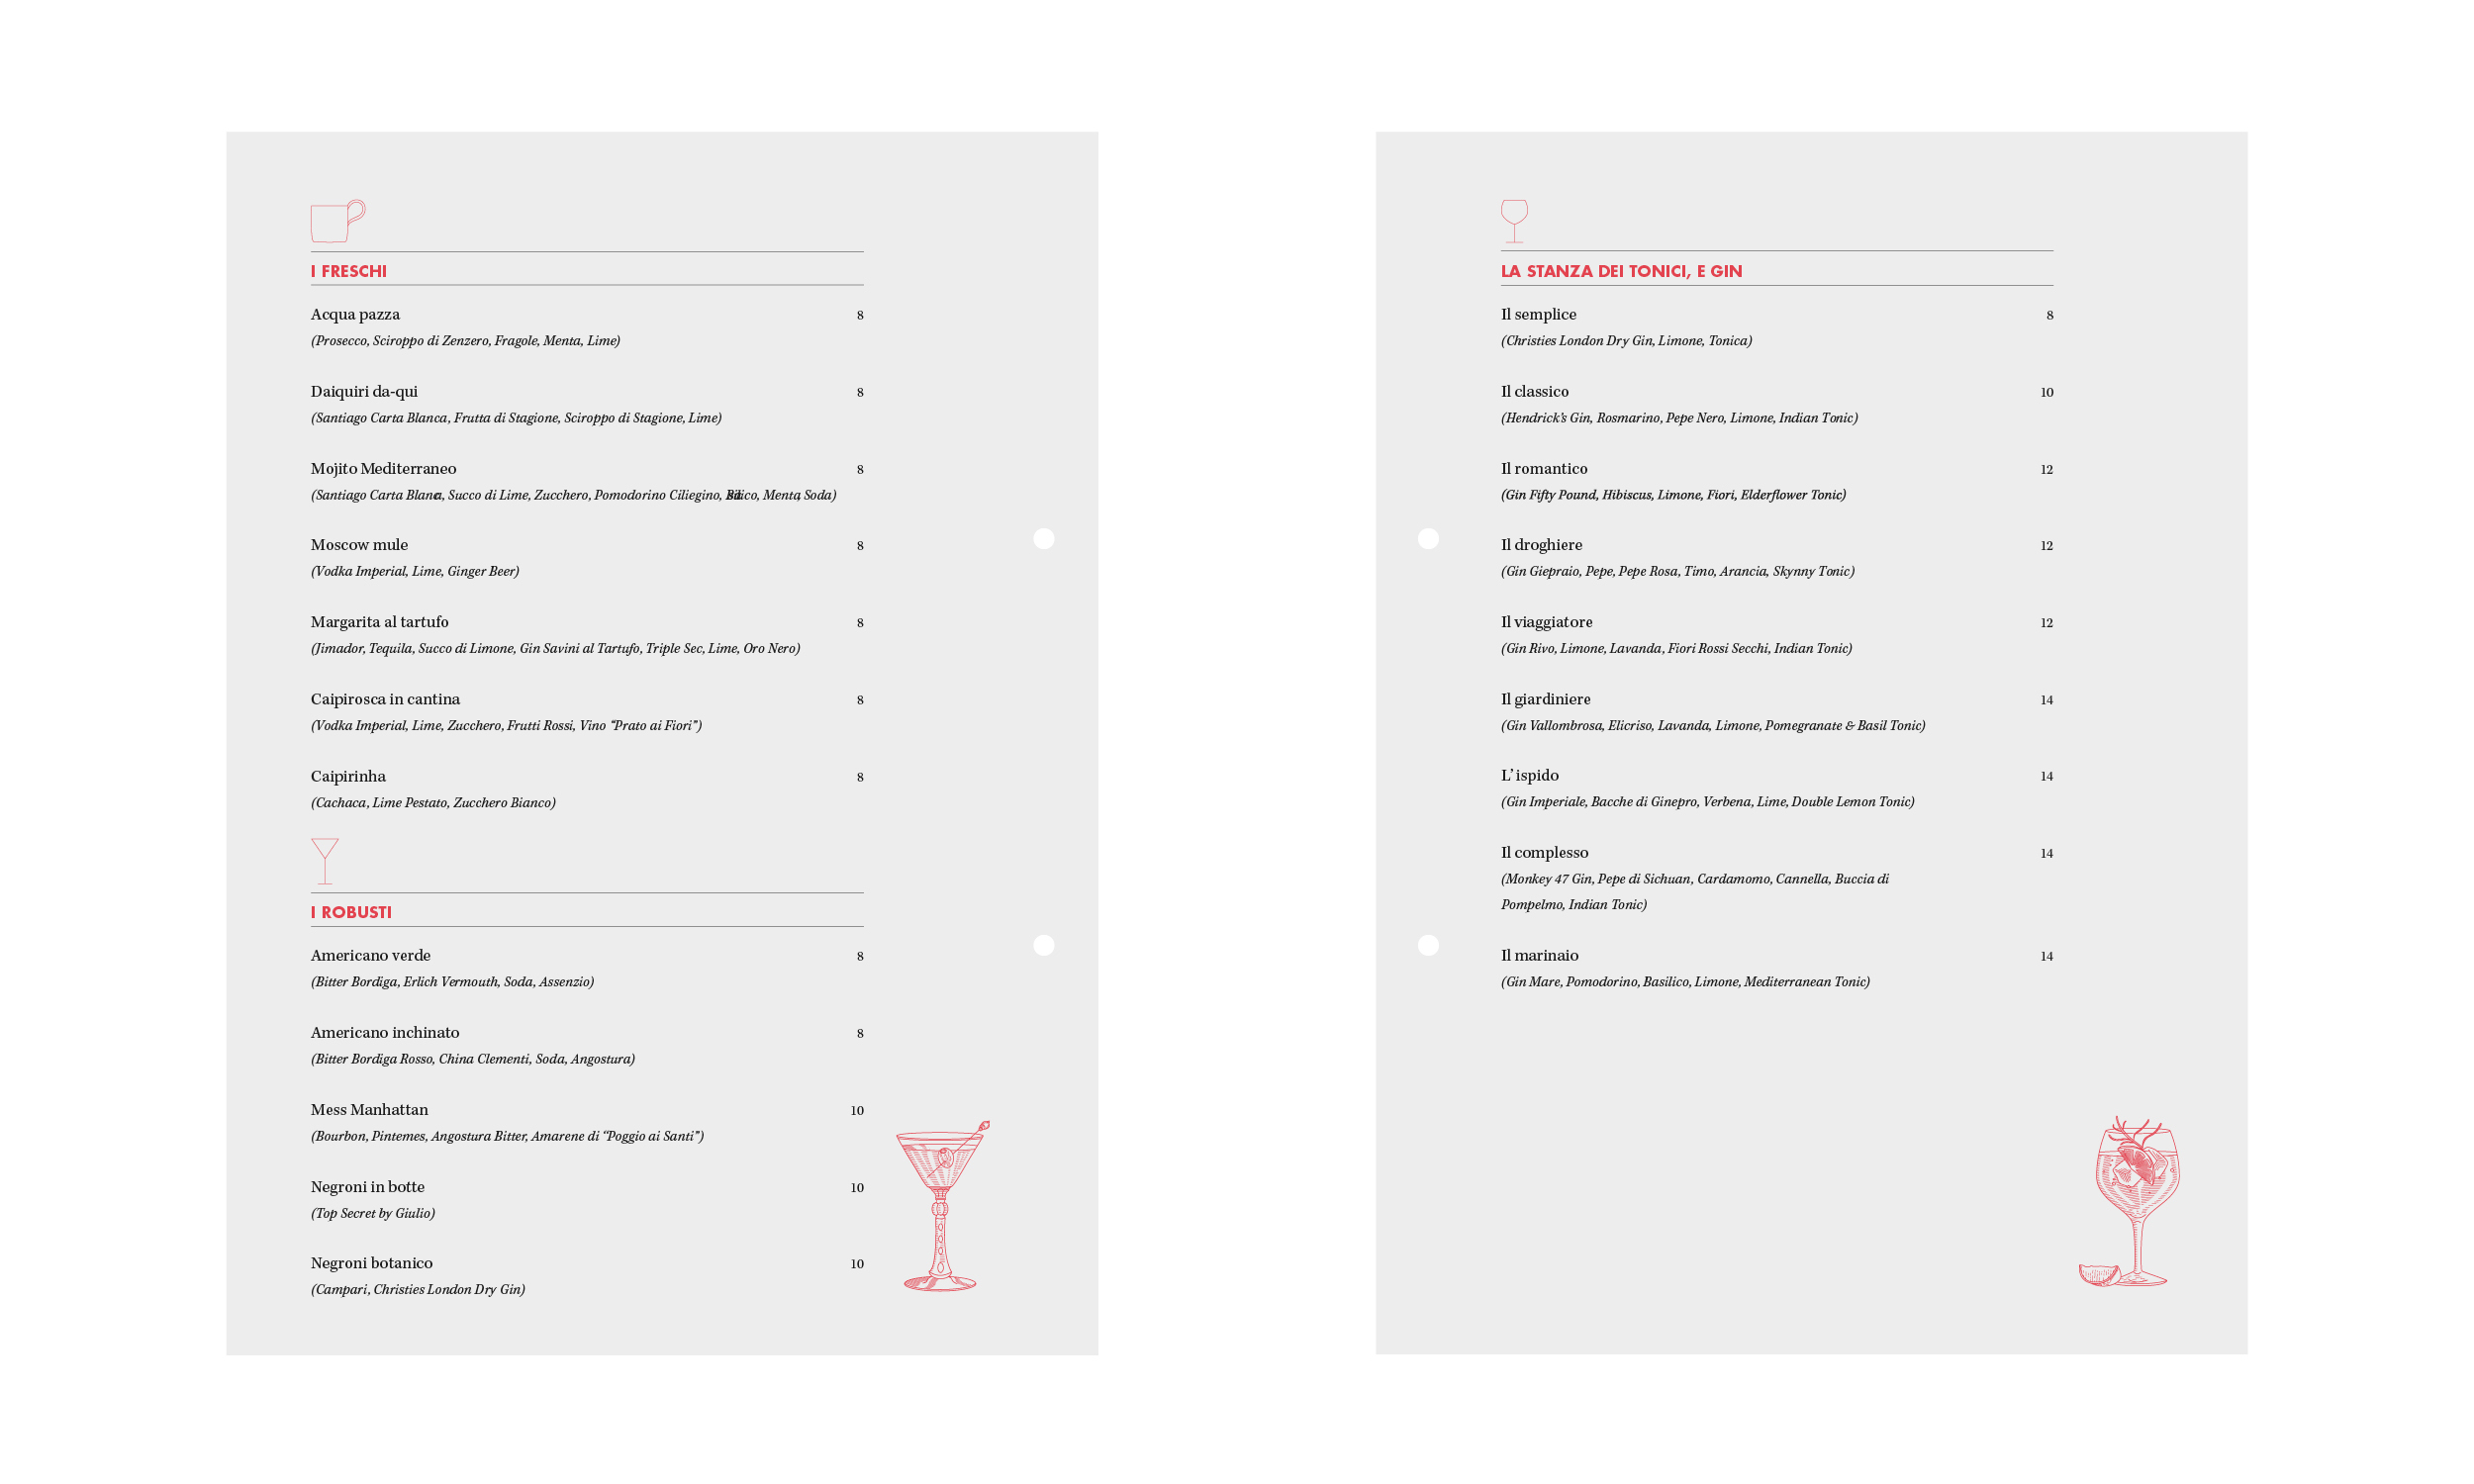 I FRESCHI
Acqua pazza 8
(Prosecco, Sciroppo di Zenzero, Fragole, Menta, Lime)
Daiquiri da-qui 8
(Santiago Carta Blanca, Frutta di Stagione, Sciroppo di Stagione, Lime)
Mojito Mediterraneo 8
(Santiago Carta Blanca, Succo di Lime, Zucchero, Pomodorino Ciliegino, Basilico, Menta, Soda)
Moscow mule 8
(Vodka Imperial, Lime, Ginger Beer)
Margarita al tartufo 8
(Jimador, Tequila, Succo di Limone, Gin Savini al Tartufo, Triple Sec, Lime, Oro Nero)
Caipirosca in cantina 8
(Vodka Imperial, Lime, Zucchero, Frutti Rossi, Vino “Prato ai Fiori”)
Caipirinha 8
(Cachaca, Lime Pestato, Zucchero Bianco)
I ROBUSTI
Americano verde 8
(Bitter Bordiga, Erlich Vermouth, Soda, Assenzio)
Americano inchinato 8
(Bitter Bordiga Rosso, China Clementi, Soda, Angostura)
Mess Manhattan 10
(Bourbon, Pintemes, Angostura Bitter, Amarene di “Poggio ai Santi”)
Negroni in botte 10
(Top Secret by Giulio)
Negroni botanico 10
(Campari, Christies London Dry Gin)
LA STANZA DEI TONICI, E GIN
Il semplice 8
(Christies London Dry Gin, Limone, Tonica)
Il classico 10
(Hendrick’s Gin, Rosmarino, Pepe Nero, Limone, Indian Tonic)
Il romantico 12
(Gin Fifty Pound, Hibiscus, Limone, Fiori, Elderflower Tonic)
Il droghiere 12
(Gin Giepraio, Pepe, Pepe Rosa, Timo, Arancia, Skynny Tonic)
Il viaggiatore 12
(Gin Rivo, Limone, Lavanda, Fiori Rossi Secchi, Indian Tonic)
Il giardiniere 14
(Gin Vallombrosa, Elicriso, Lavanda, Limone, Pomegranate & Basil Tonic)
L’ispido 14
(Gin Imperiale, Bacche di Ginepro, Verbena, Lime, Double Lemon Tonic)
Il complesso 14
(Monkey 47 Gin, Pepe di Sichuan, Cardamomo, Cannella, Buccia di
Pompelmo, Indian Tonic)
Il marinaio 14
(Gin Mare, Pomodorino, Basilico, Limone, Mediterranean Tonic)